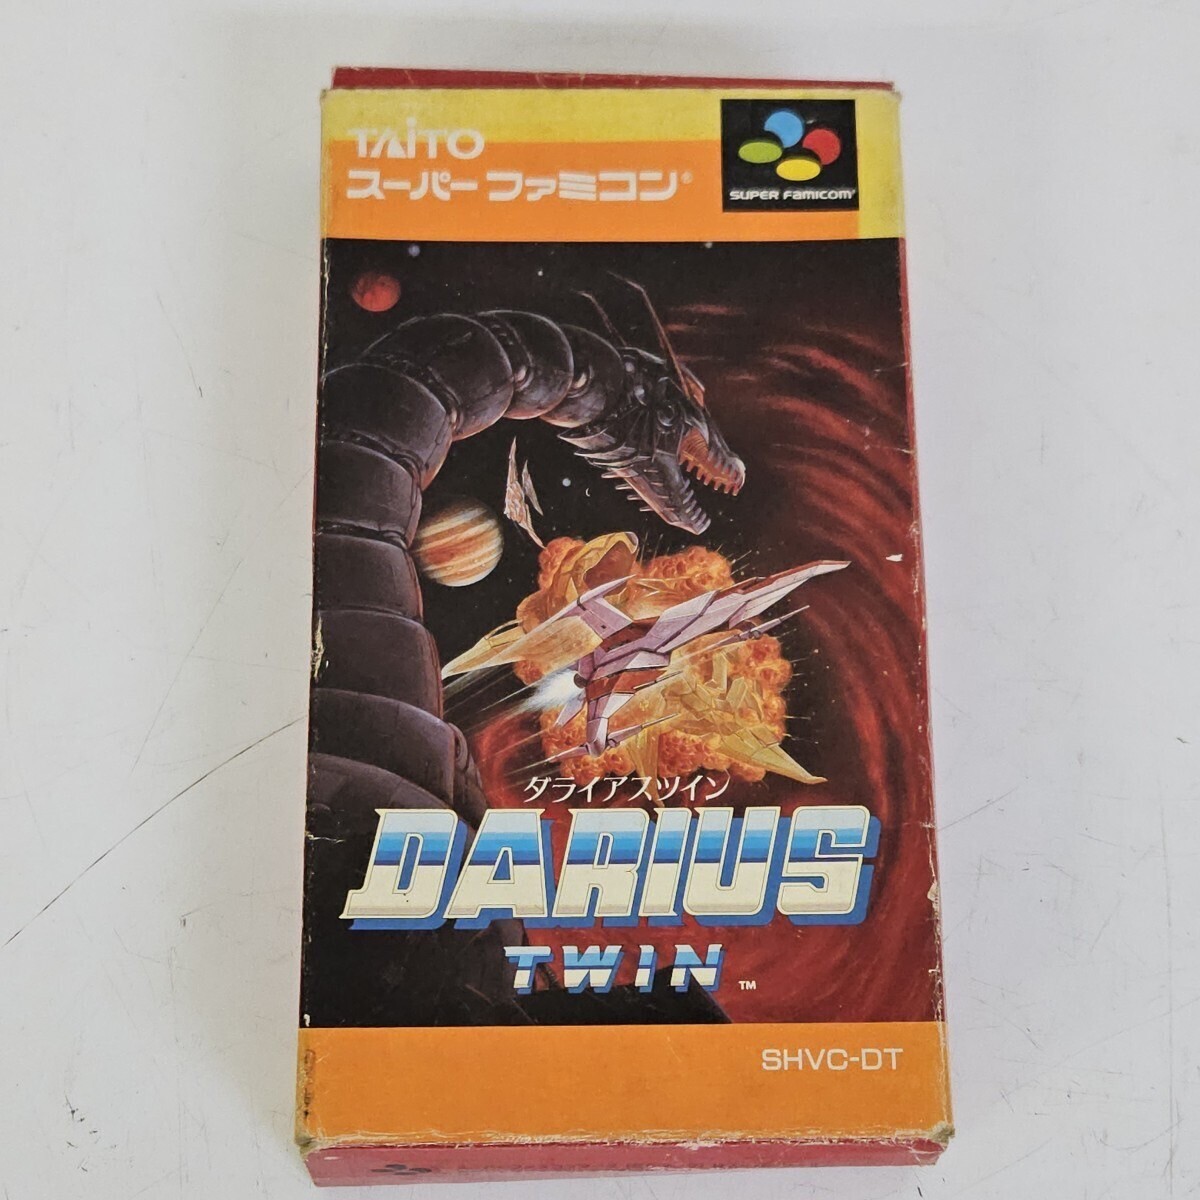 TAITO
スーパーファミコン®
SUPER FAMICOM
ダライアスツイン
DARIUS
TWIN ™
SHVC-DT